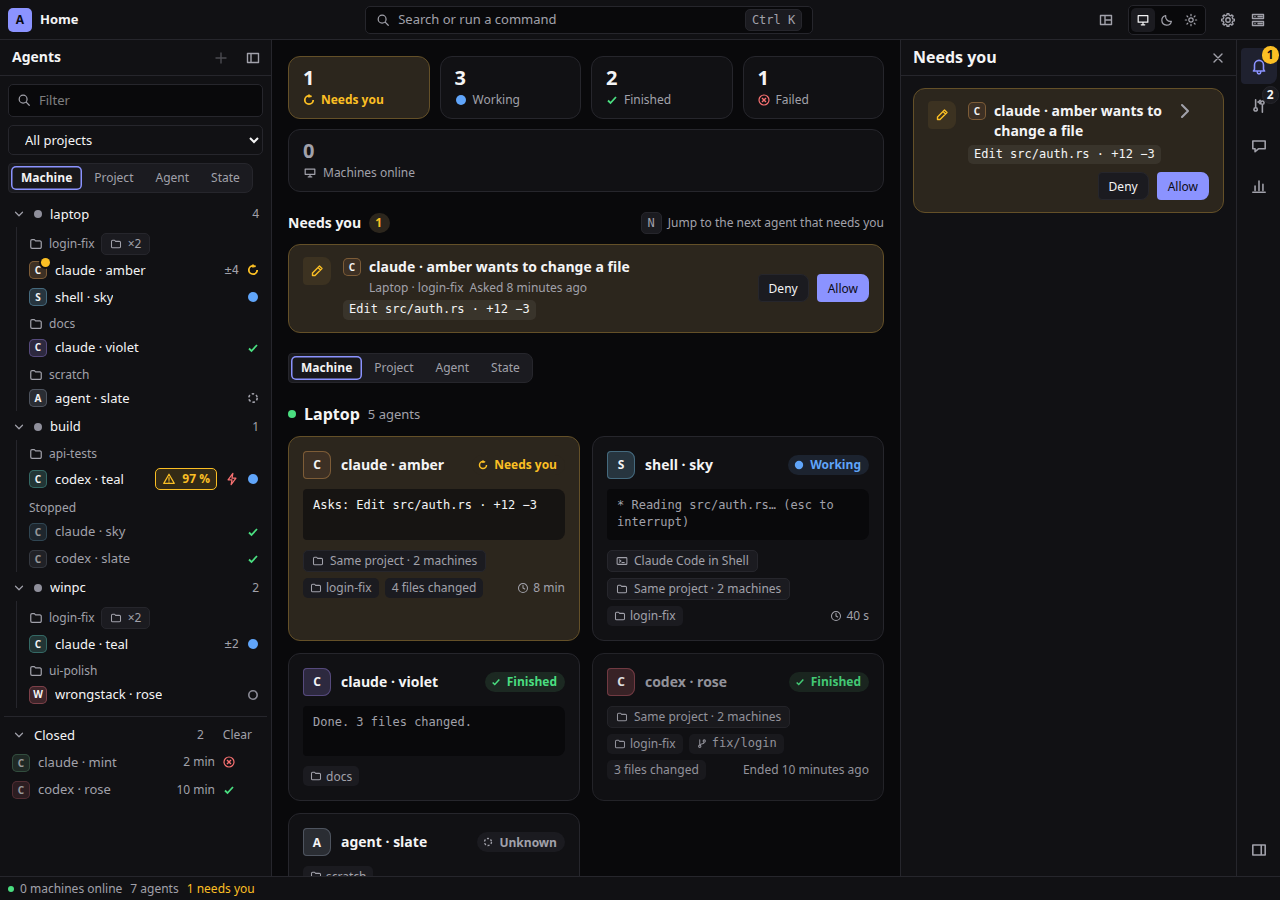 A Home
Search or run a command Ctrl K
Agents
Filter
All projects
Machine Project Agent State
laptop 4
login-fix ×2
C claude · amber ±4
S shell · sky
docs
C claude · violet
scratch
A agent · slate
build 1
api-tests
C codex · teal 97 %
Stopped
C claude · sky
C codex · slate
winpc 2
login-fix ×2
C claude · teal ±2
ui-polish
W wrongstack · rose
Closed 2 Clear
C claude · mint 2 min
C codex · rose 10 min
1
Needs you
3
Working
2
Finished
1
Failed
0
Machines online
Needs you 1
N Jump to the next agent that needs you
C claude · amber wants to change a file
Laptop · login-fix Asked 8 minutes ago
Edit src/auth.rs · +12 −3
Deny Allow
Machine Project Agent State
Laptop 5 agents
C claude · amber Needs you
Asks: Edit src/auth.rs · +12 −3
Same project · 2 machines
login-fix 4 files changed 8 min
S shell · sky Working
* Reading src/auth.rs… (esc to
interrupt)
Claude Code in Shell
Same project · 2 machines
login-fix 40 s
C claude · violet Finished
Done. 3 files changed.
docs
C codex · rose Finished
Same project · 2 machines
login-fix fix/login
3 files changed Ended 10 minutes ago
A agent · slate Unknown
scratch
Needs you
C claude · amber wants to
change a file
Edit src/auth.rs · +12 −3
Deny Allow
1
2
0 machines online 7 agents 1 needs you